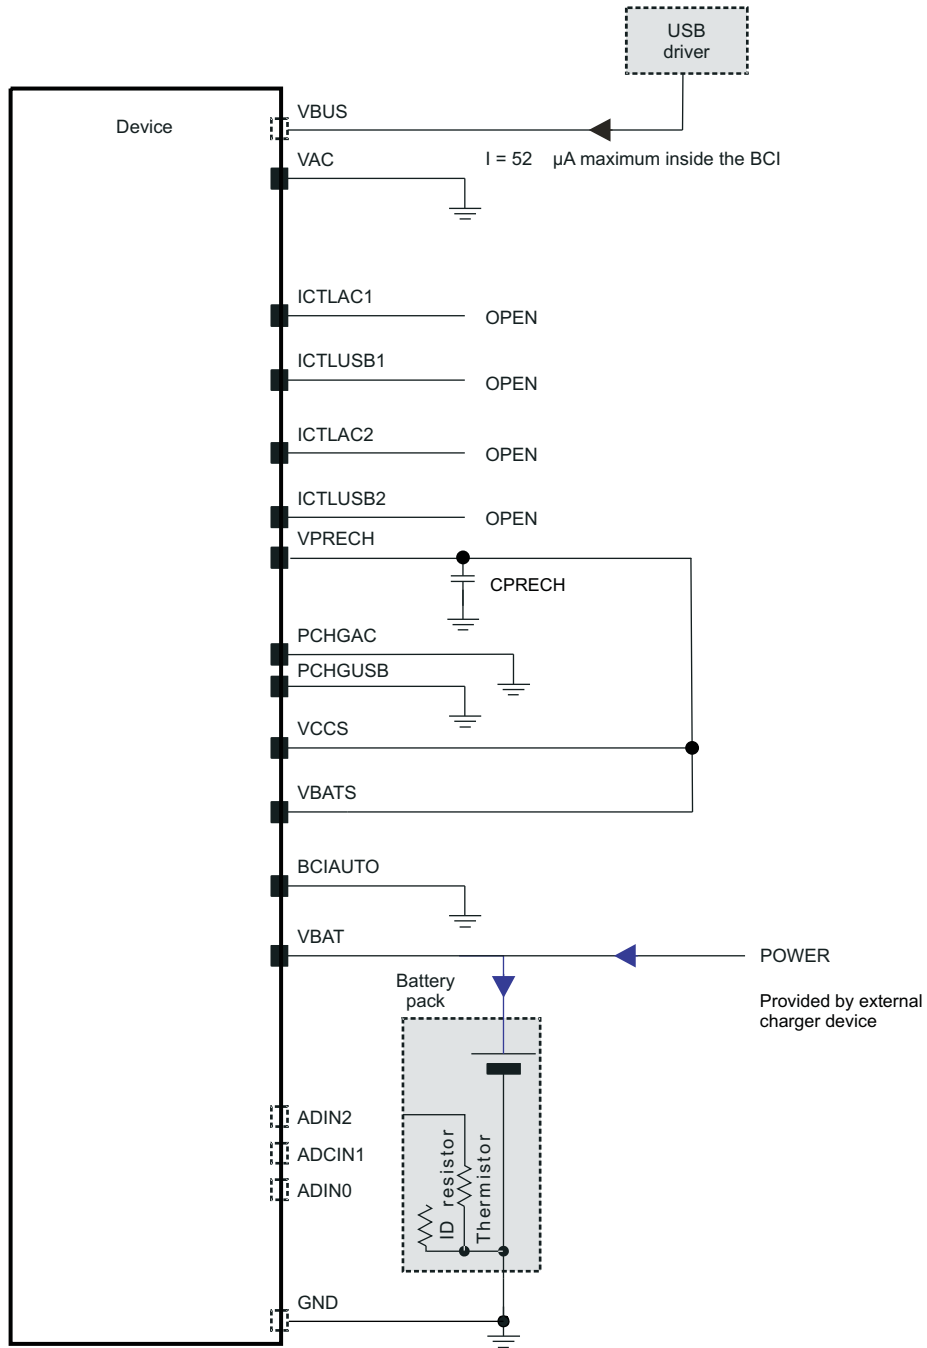 USB
driver
Device
VBUS
I = 52 µA maximum inside the BCI
VAC
ICTLAC1
OPEN
ICTLUSB1
OPEN
ICTLAC2
OPEN
ICTLUSB2
OPEN
VPRECH
CPRECH
PCHGAC
PCHGUSB
VCCS
VBATS
BCIAUTO
VBAT
POWER
Provided by external
charger device
Battery
pack
ADIN2
ADCIN1
ADIN0
ID resistor
Thermistor
GND